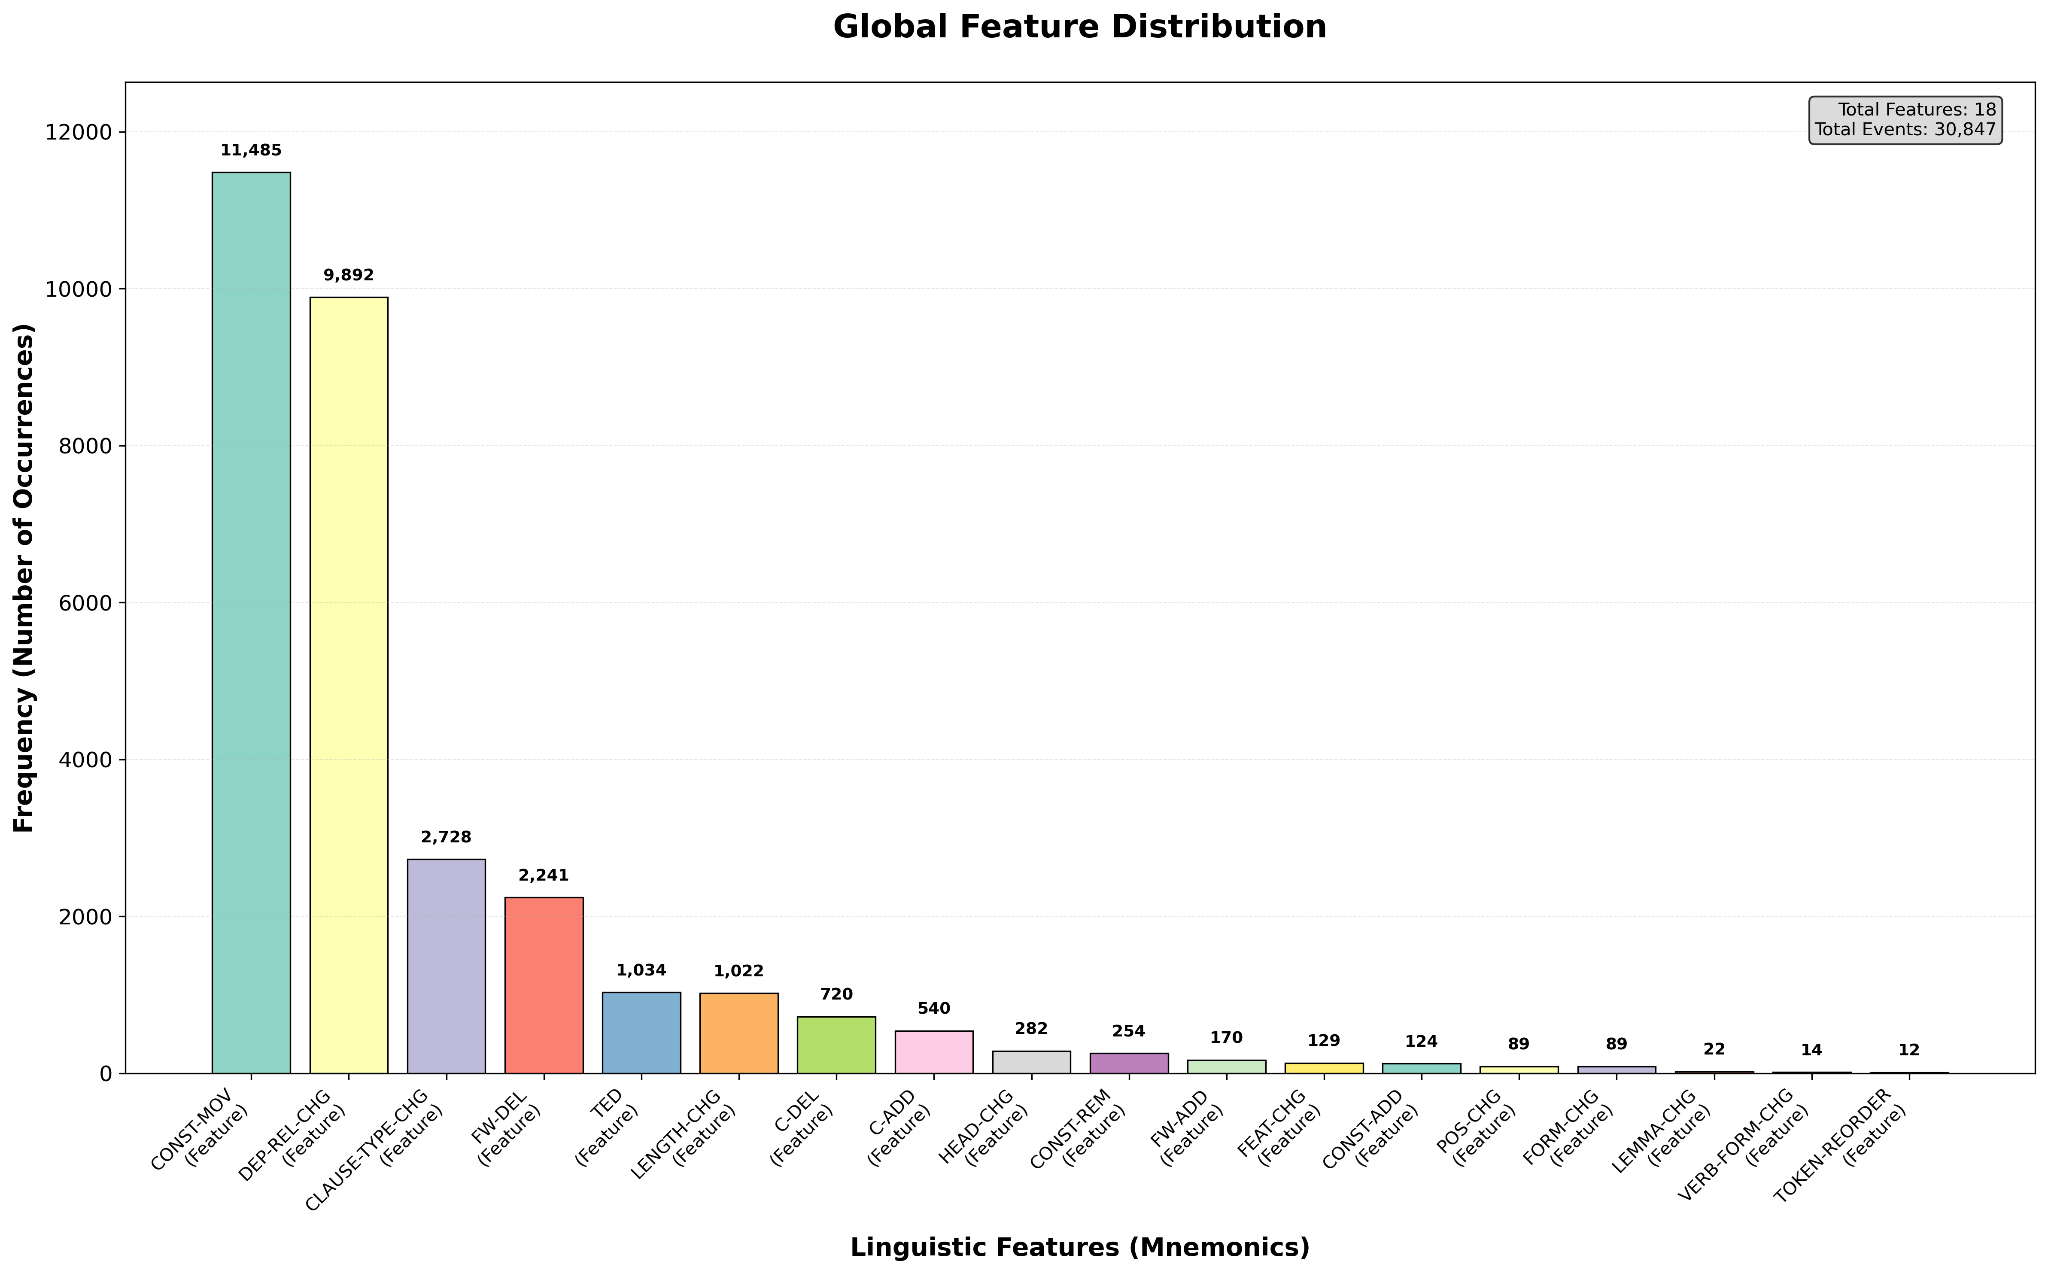 Global Feature Distribution
Total Features: 18
Total Events: 30,847
Frequency (Number of Occurrences)
12000
10000
8000
6000
4000
2000
0
11,485
9,892
2,728
2,241
1,034
1,022
720
540
282
254
170
129
124
89
89
22
14
12
CONST-MOV
(Feature)
DEP-REL-CHG
(Feature)
CLAUSE-TYPE-CHG
(Feature)
FW-DEL
(Feature)
TED
(Feature)
LENGTH-CHG
(Feature)
C-DEL
(Feature)
C-ADD
(Feature)
HEAD-CHG
(Feature)
CONST-REM
(Feature)
FW-ADD
(Feature)
FEAT-CHG
(Feature)
CONST-ADD
(Feature)
POS-CHG
(Feature)
FORM-CHG
(Feature)
LEMMA-CHG
(Feature)
VERB-FORM-CHG
(Feature)
TOKEN-REORDER
(Feature)
Linguistic Features (Mnemonics)